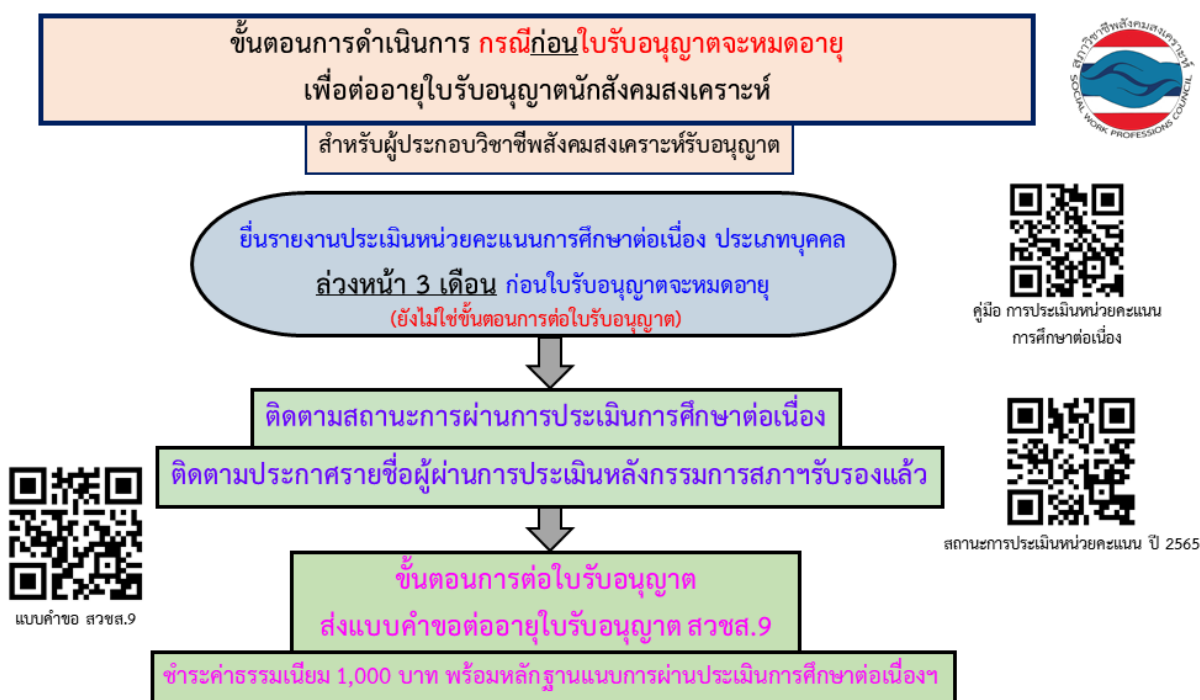 ขั้นตอนการดำเนินการ กรณีก่อนใบรับอนุญาตจะหมดอายุ
เพื่อต่ออายุใบรับอนุญาตนักสังคมสงเคราะห์
สำหรับผู้ประกอบวิชาชีพสังคมสงเคราะห์รับอนุญาต
สภาวิชาชีพสังคมสงเคราะห์
SOCIAL WORK PROFESSIONS COUNCIL
ยื่นรายงานประเมินหน่วยคะแนนการศึกษาต่อเนื่อง ประเภทบุคคล
ล่วงหน้า 3 เดือน ก่อนใบรับอนุญาตจะหมดอายุ
(ยังไม่ใช่ขั้นตอนการต่อใบรับอนุญาต)
คู่มือ การประเมินหน่วยคะแนน
การศึกษาต่อเนื่อง
ติดตามสถานะการผ่านการประเมินการศึกษาต่อเนื่อง
ติดตามประกาศรายชื่อผู้ผ่านการประเมินหลังกรรมการสภาฯรับรองแล้ว
สถานะการประเมินหน่วยคะแนน ปี 2565
แบบคำขอ สวชส.9
ขั้นตอนการต่อใบรับอนุญาต
ส่งแบบคำขอต่ออายุใบรับอนุญาต สวชส.9
ชำระค่าธรรมเนียม 1,000 บาท พร้อมหลักฐานแนบการผ่านประเมินการศึกษาต่อเนื่องฯ